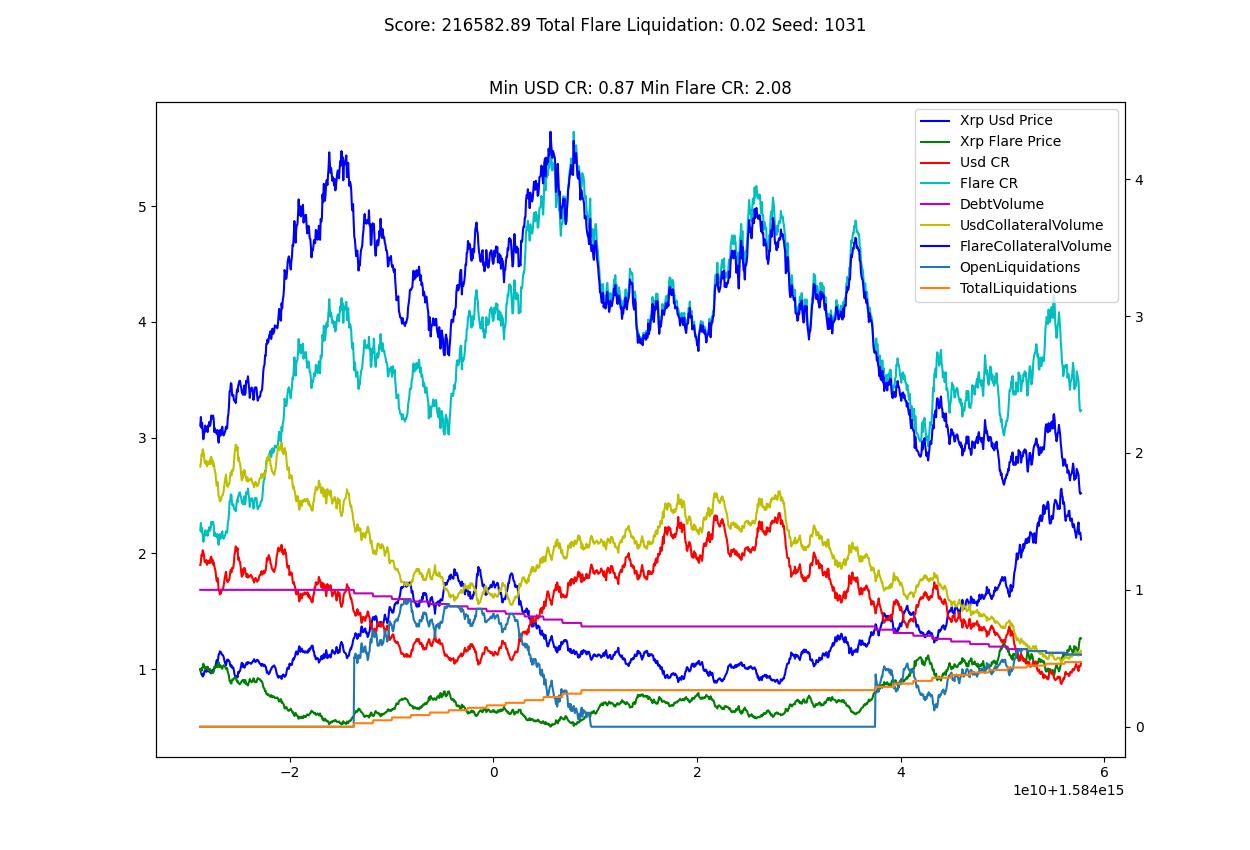 Score: 216582.89 Total Flare Liquidation: 0.02 Seed: 1031
Min USD CR: 0.87 Min Flare CR: 2.08
Xrp Usd Price
Xrp Flare Price
Usd CR
Flare CR
DebtVolume
UsdCollateralVolume
FlareCollateralVolume
OpenLiquidations
TotalLiquidations
5
4
3
2
1
4
3
2
1
0
−2
0
2
4
6
1e10+1.584e15